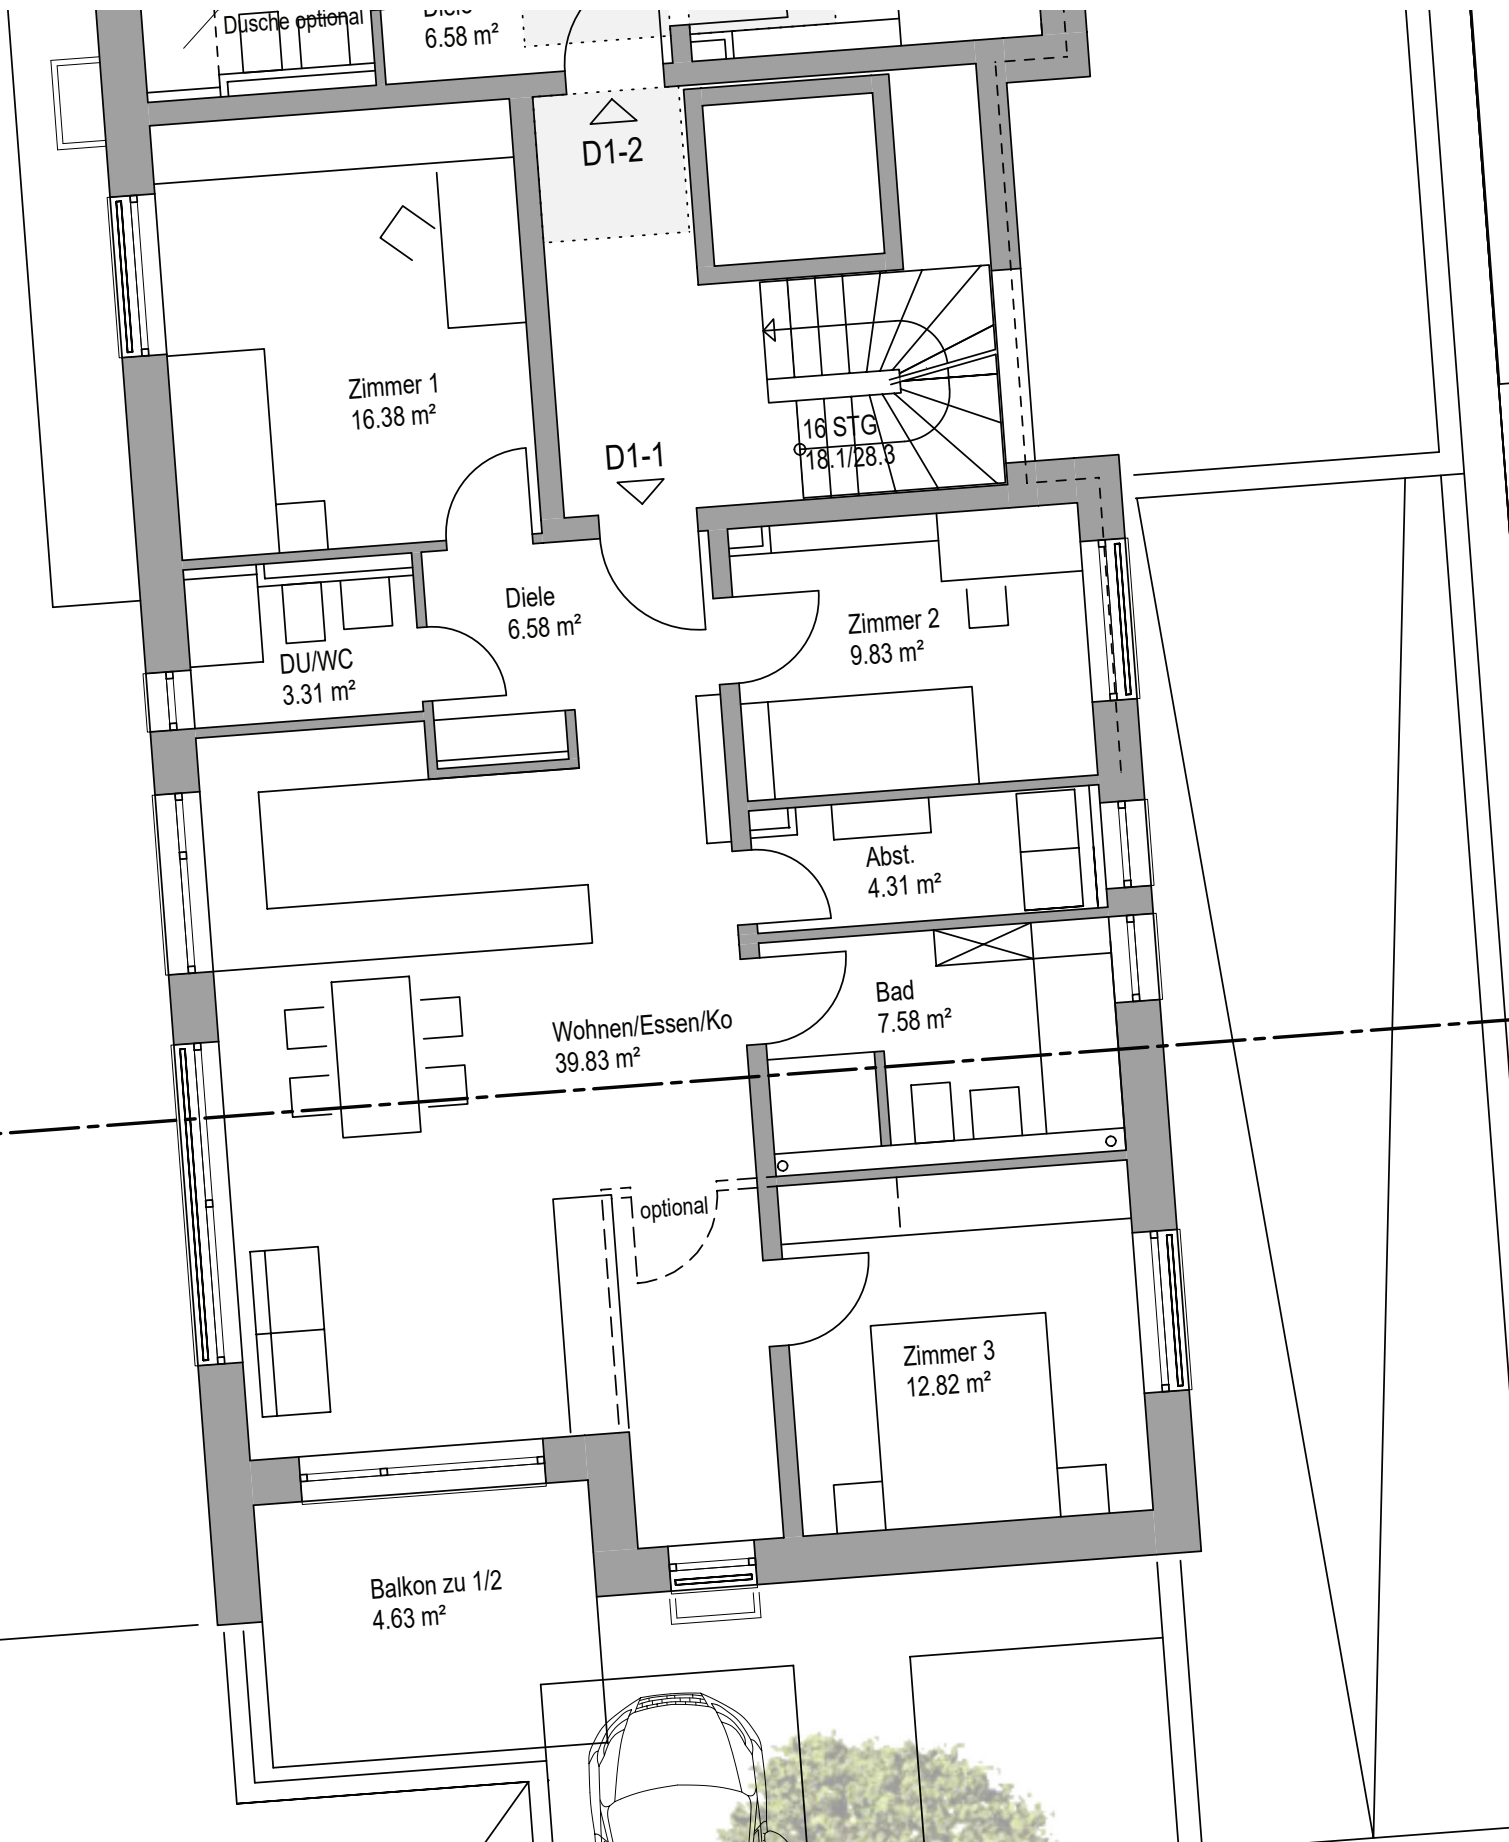 Dusche optional
Diele
6.58 m²
D1-2
Zimmer 1
16.38 m²
D1-1
16 STG
18.1/28.3
Diele
6.58 m²
Zimmer 2
9.83 m²
DU/WC
3.31 m²
Abst.
4.31 m²
Bad
7.58 m²
Wohnen/Essen/Ko
39.83 m²
optional
Zimmer 3
12.82 m²
Balkon zu 1/2
4.63 m²